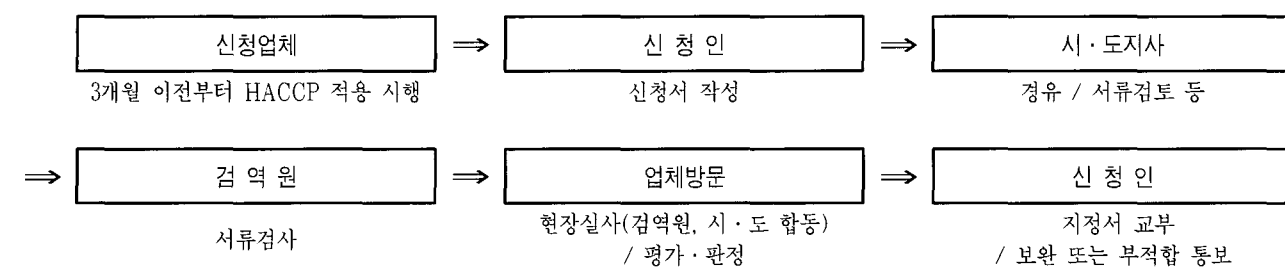 신청업체 ⇒ 신 청 인 ⇒ 시 · 도지사
3개월 이전부터 HACCP 적용 시행 신청서 작성 경유 / 서류검토 등
⇒ 검 역 원 ⇒ 업체방문 ⇒ 신 청 인
서류검사 현장실사(검역원, 시 · 도 합동) 지정서 교부
/ 평가 · 판정 / 보완 또는 부적합 통보